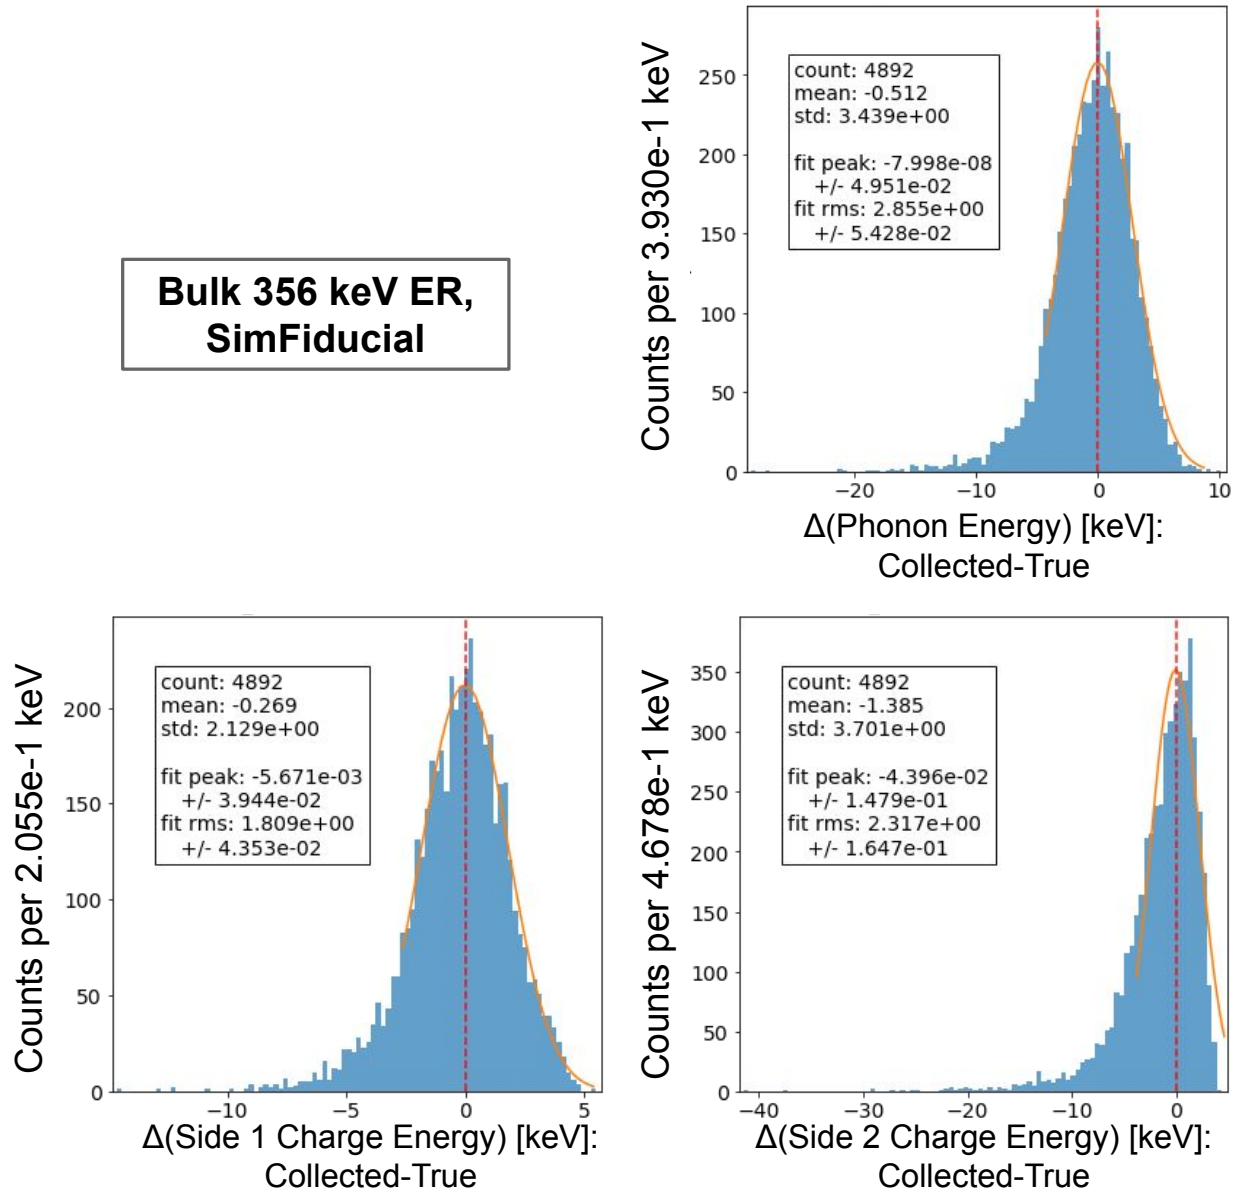 Bulk 356 keV ER,
SimFiducial
Counts per 3.930e-1 keV
250
200
150
100
50
0
count: 4892
mean: -0.512
std: 3.439e+00
fit peak: -7.998e-08
+/- 4.951e-02
fit rms: 2.855e+00
+/- 5.428e-02
−20
−10
0
10
Δ(Phonon Energy) [keV]:
Collected-True
Counts per 2.055e-1 keV
200
150
100
50
0
count: 4892
mean: -0.269
std: 2.129e+00
fit peak: -5.671e-03
+/- 3.944e-02
fit rms: 1.809e+00
+/- 4.353e-02
−10
−5
0
5
Δ(Side 1 Charge Energy) [keV]:
Collected-True
Counts per 4.678e-1 keV
350
300
250
200
150
100
50
0
count: 4892
mean: -1.385
std: 3.701e+00
fit peak: -4.396e-02
+/- 1.479e-01
fit rms: 2.317e+00
+/- 1.647e-01
−40
−30
−20
−10
0
Δ(Side 2 Charge Energy) [keV]:
Collected-True